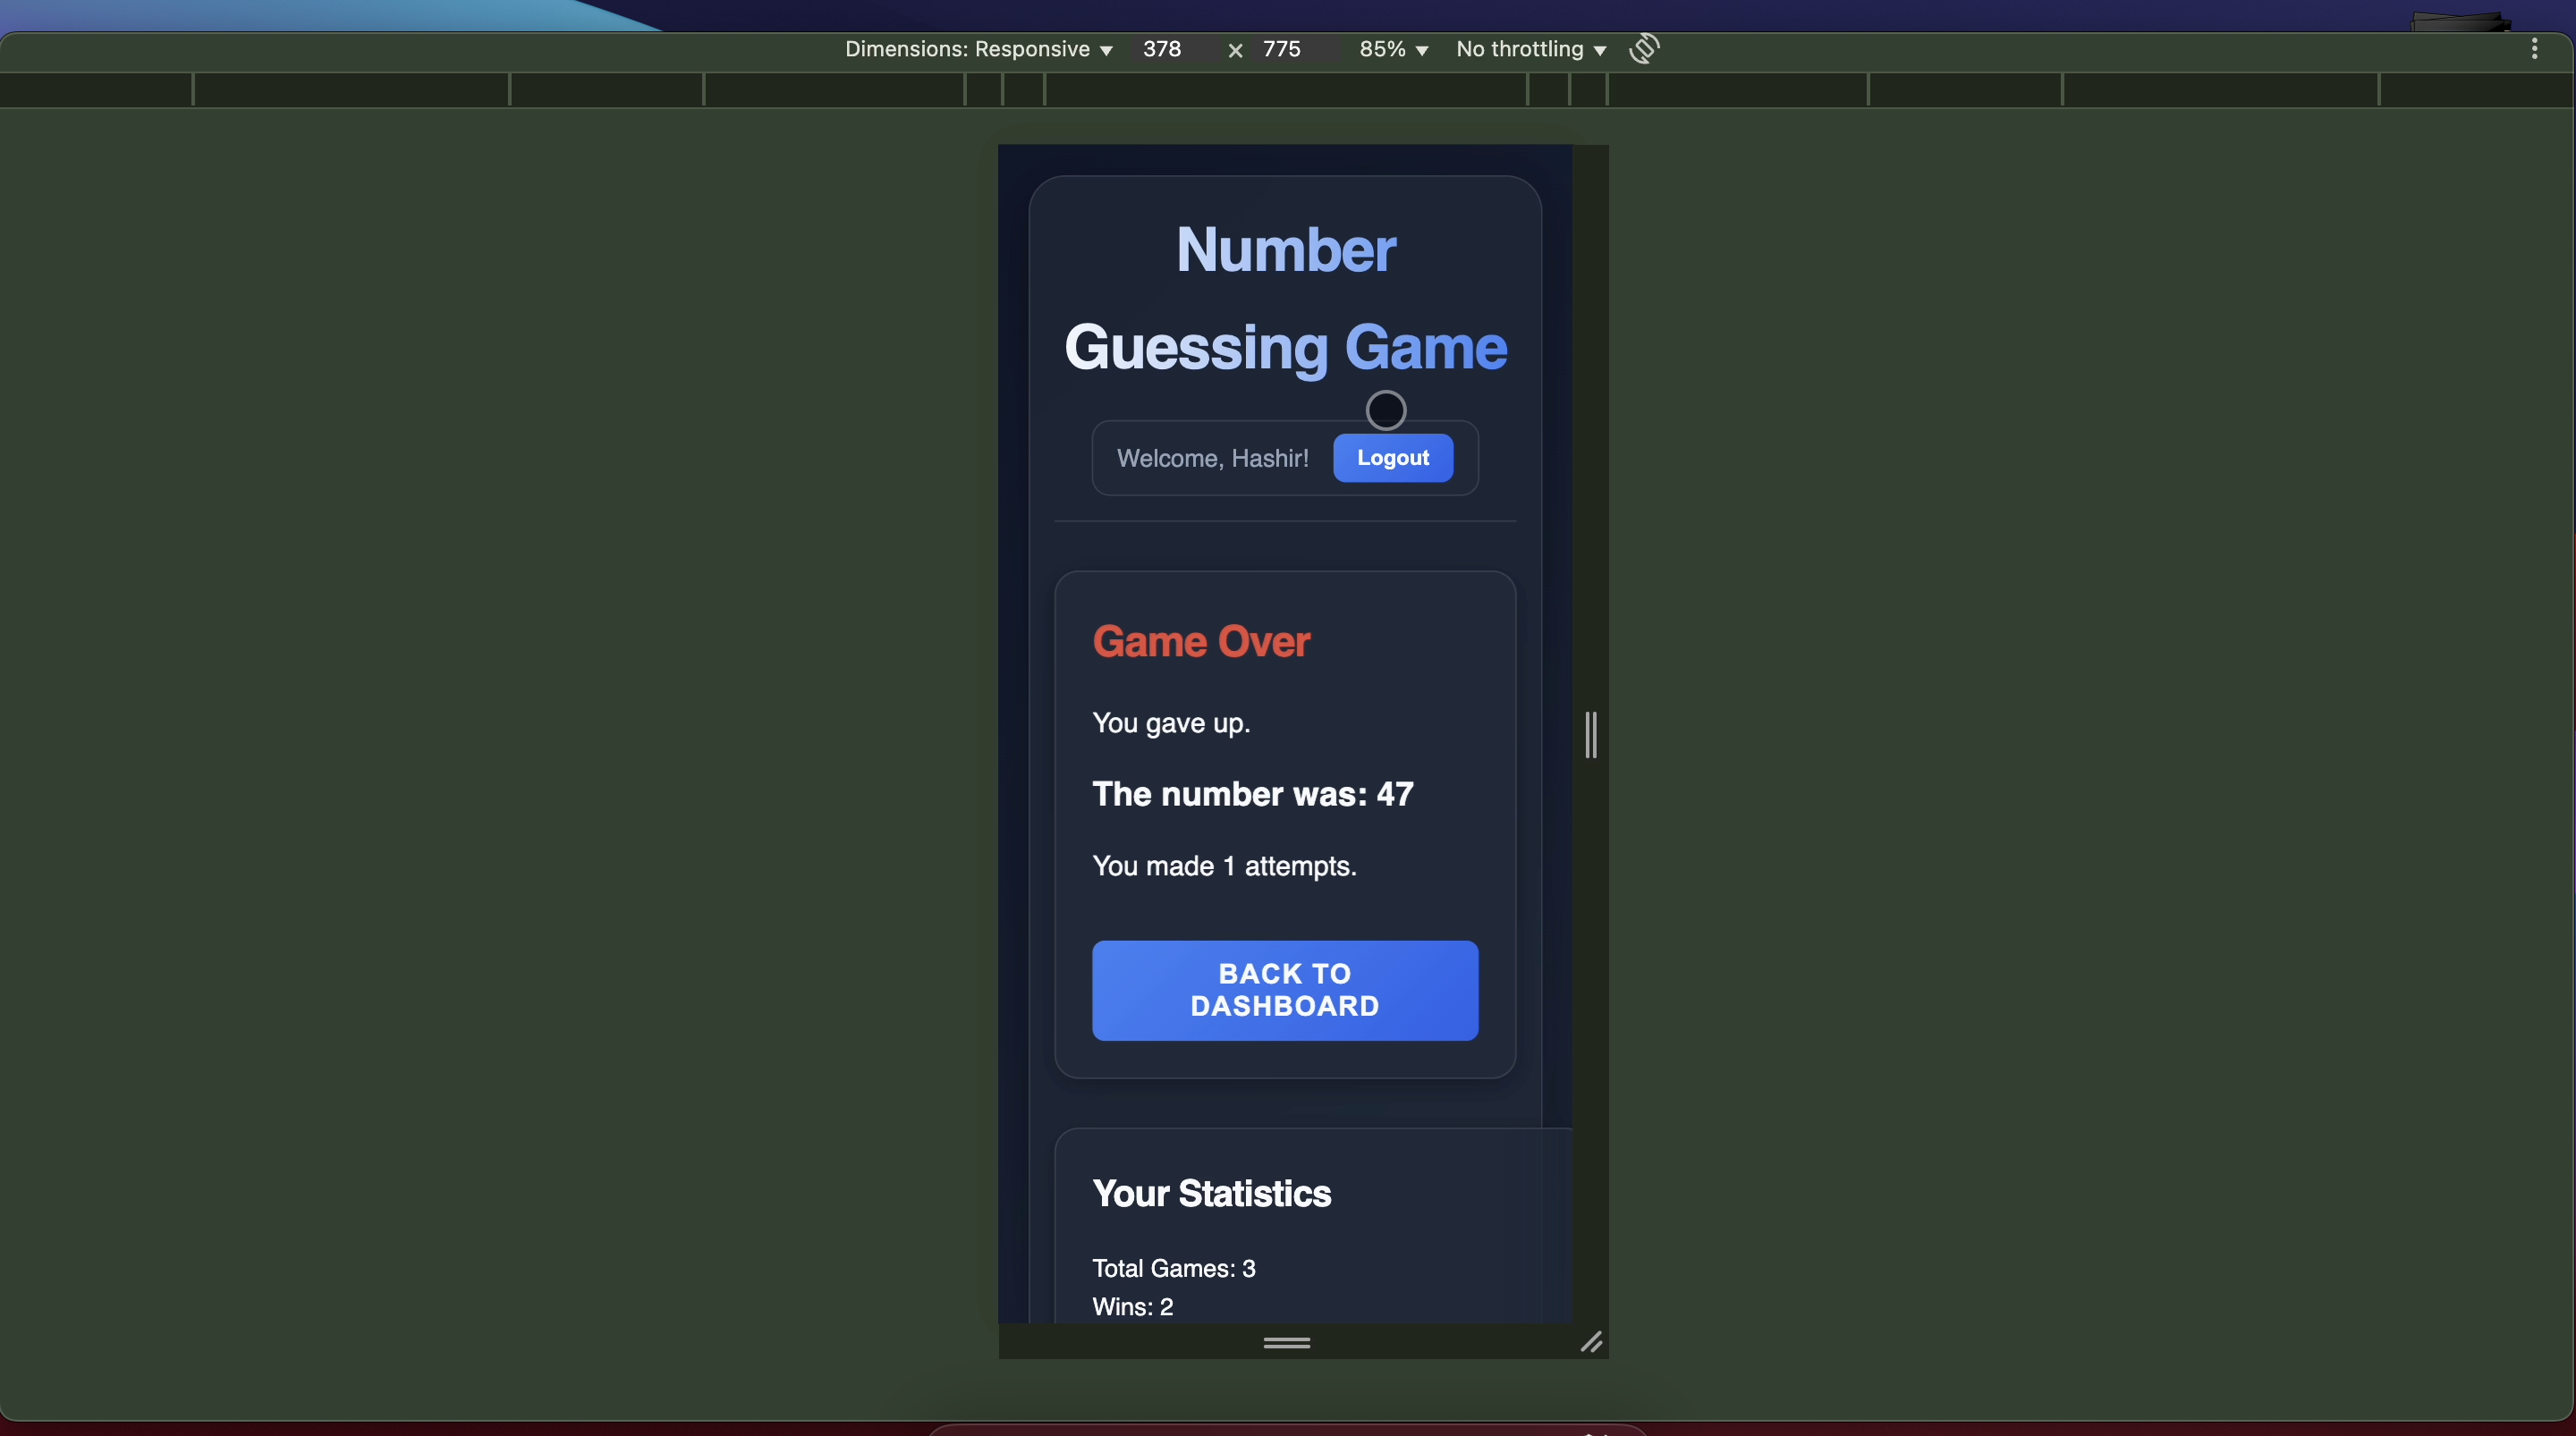 Dimensions: Responsive 378 × 775 85% No throttling
Number
Guessing Game
Welcome, Hashir! Logout
Game Over
You gave up.
The number was: 47
You made 1 attempts.
BACK TO
DASHBOARD
Your Statistics
Total Games: 3
Wins: 2